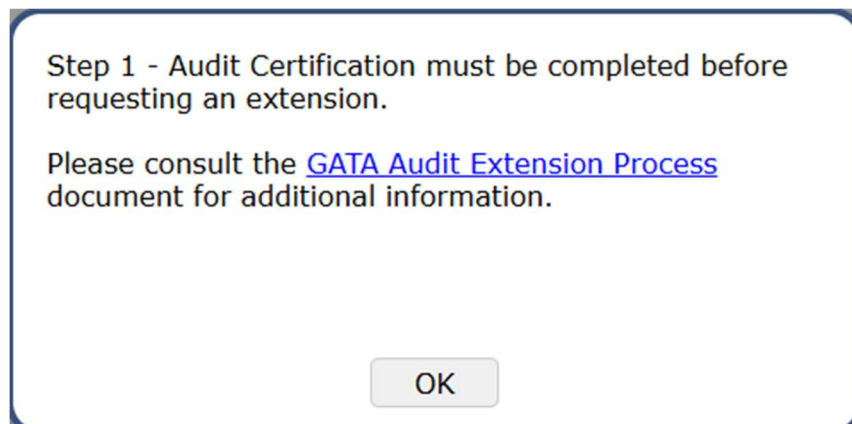 Step 1 - Audit Certification must be completed before
requesting an extension.
Please consult the GATA Audit Extension Process
document for additional information.
OK